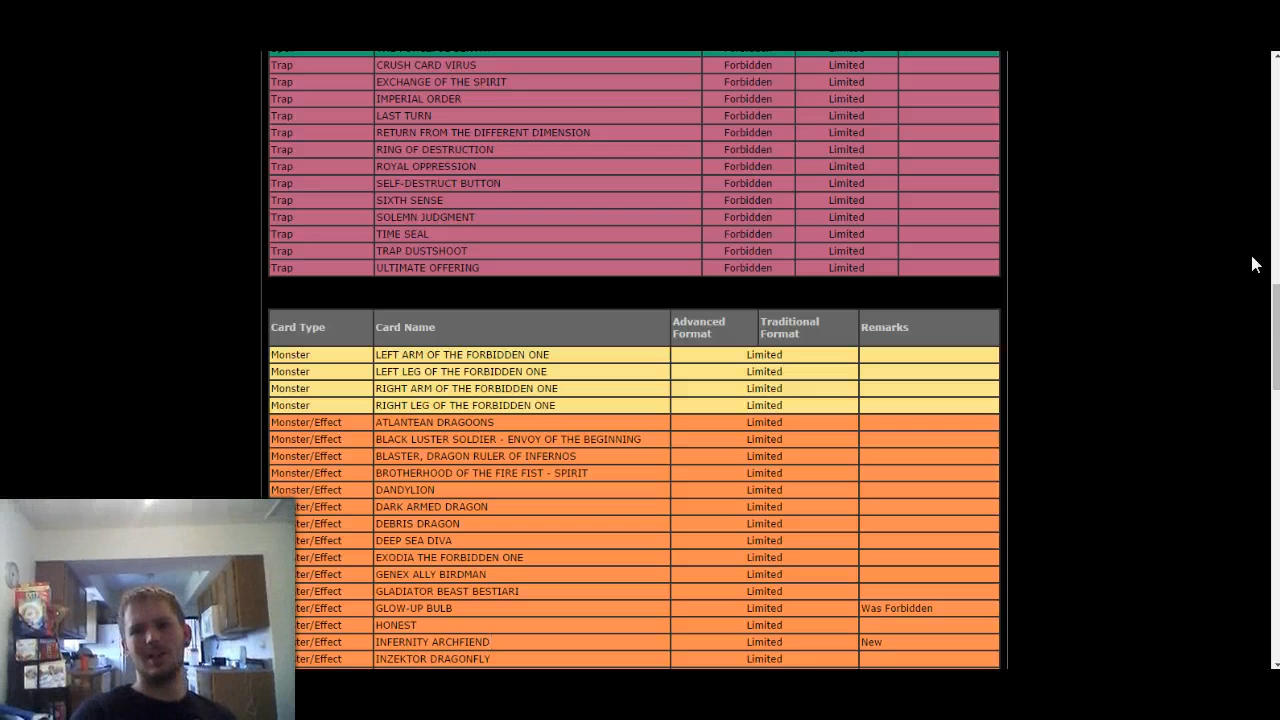 Trap CRUSH CARD VIRUS Forbidden Limited
Trap EXCHANGE OF THE SPIRIT Forbidden Limited
Trap IMPERIAL ORDER Forbidden Limited
Trap LAST TURN Forbidden Limited
Trap RETURN FROM THE DIFFERENT DIMENSION Forbidden Limited
Trap RING OF DESTRUCTION Forbidden Limited
Trap ROYAL OPPRESSION Forbidden Limited
Trap SELF-DESTRUCT BUTTON Forbidden Limited
Trap SIXTH SENSE Forbidden Limited
Trap SOLEMN JUDGMENT Forbidden Limited
Trap TIME SEAL Forbidden Limited
Trap TRAP DUSTSHOOT Forbidden Limited
Trap ULTIMATE OFFERING Forbidden Limited
Card Type Card Name Advanced Format Traditional Format Remarks
Monster LEFT ARM OF THE FORBIDDEN ONE Limited
Monster LEFT LEG OF THE FORBIDDEN ONE Limited
Monster RIGHT ARM OF THE FORBIDDEN ONE Limited
Monster RIGHT LEG OF THE FORBIDDEN ONE Limited
Monster/Effect ATLANTEAN DRAGOONS Limited
Monster/Effect BLACK LUSTER SOLDIER - ENVOY OF THE BEGINNING Limited
Monster/Effect BLASTER, DRAGON RULER OF INFERNOS Limited
Monster/Effect BROTHERHOOD OF THE FIRE FIST - SPIRIT Limited
Monster/Effect DANDYLION Limited
ster/Effect DARK ARMED DRAGON Limited
ster/Effect DEBRIS DRAGON Limited
ster/Effect DEEP SEA DIVA Limited
ster/Effect EXODIA THE FORBIDDEN ONE Limited
ster/Effect GENEX ALLY BIRDMAN Limited
ster/Effect GLADIATOR BEAST BESTIARI Limited
ster/Effect GLOW-UP BULB Limited Was Forbidden
ster/Effect HONEST Limited
ster/Effect INFERNITY ARCHFIEND Limited New
ster/Effect INZEKTOR DRAGONFLY Limited